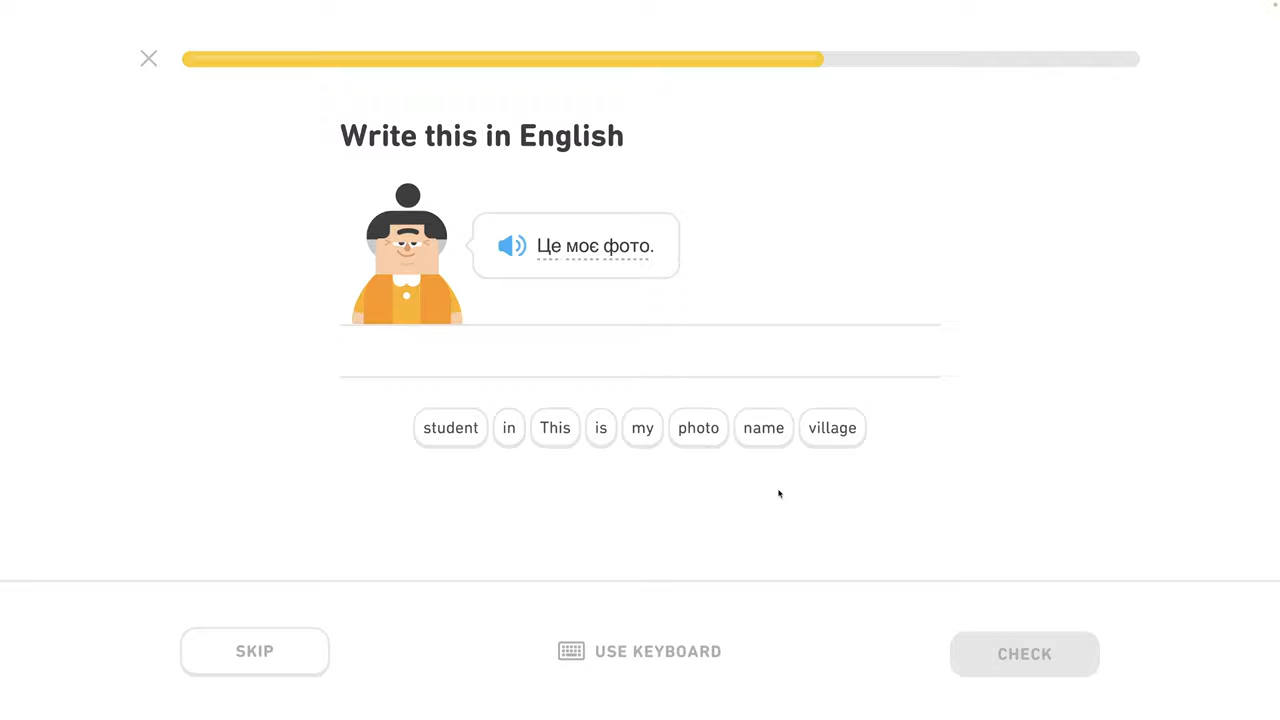 Write this in English
Це моє фото.
student in This is my photo name village
SKIP
USE KEYBOARD
CHECK